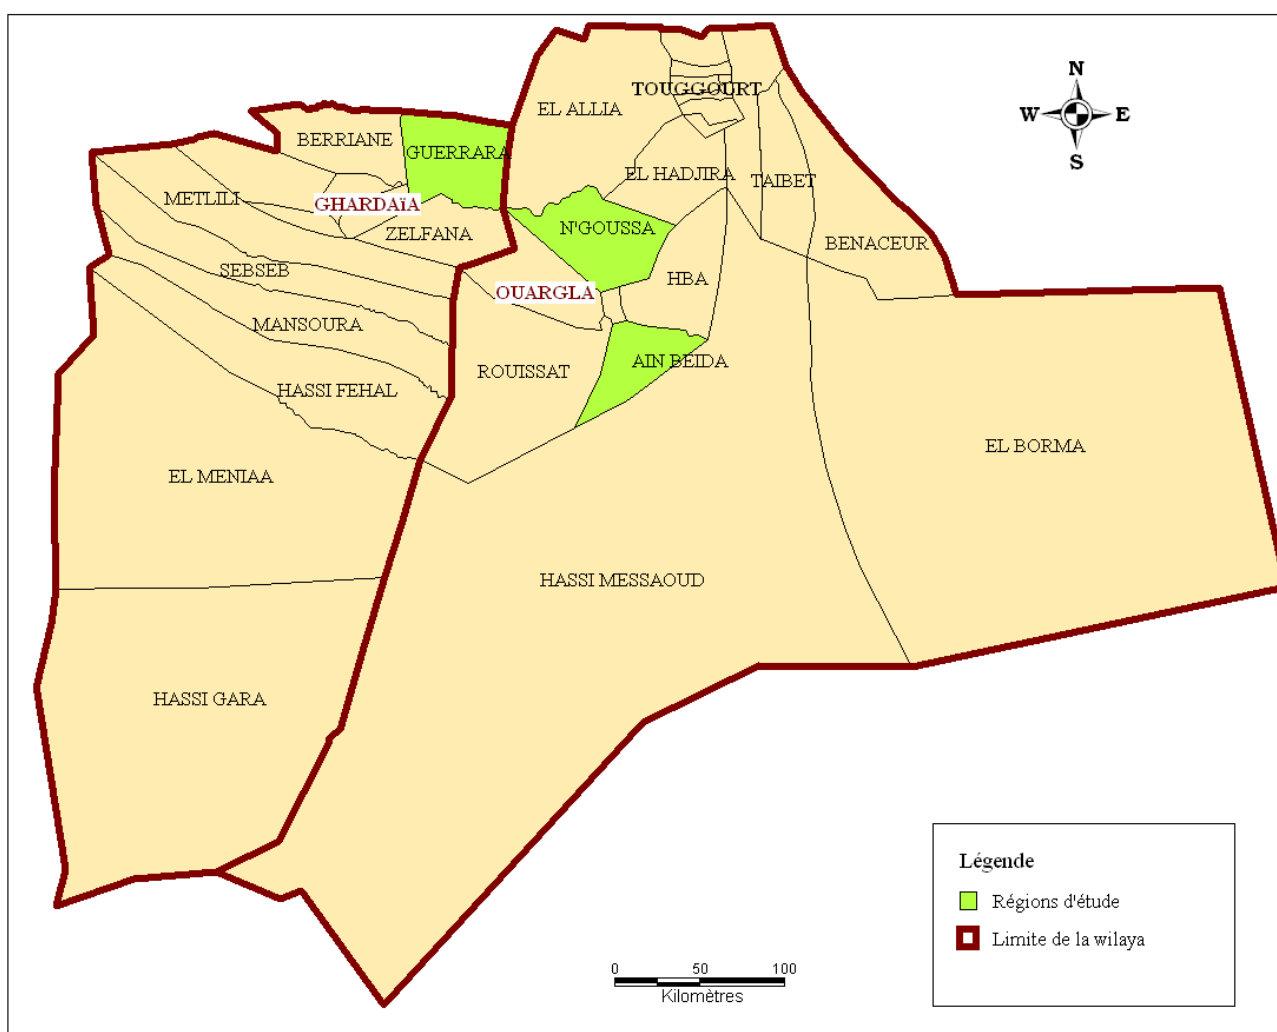 N
W E
S
TOUGGOURT
EL ALLIA
BERRIANE
GUERRARA
EL HADJIRA
TAIBET
METLILI
GHARDAïA
ZELFANA
N'GOUSSA
BENACEUR
SEBSEB
OUARGLA
HBA
MANSOURA
ROUISSAT
AIN BEIDA
HASSI FEHAL
EL BORMA
EL MENIAA
HASSI MESSAOUD
HASSI GARA
Légende
Régions d'étude
Limite de la wilaya
0 50 100
Kilomètres